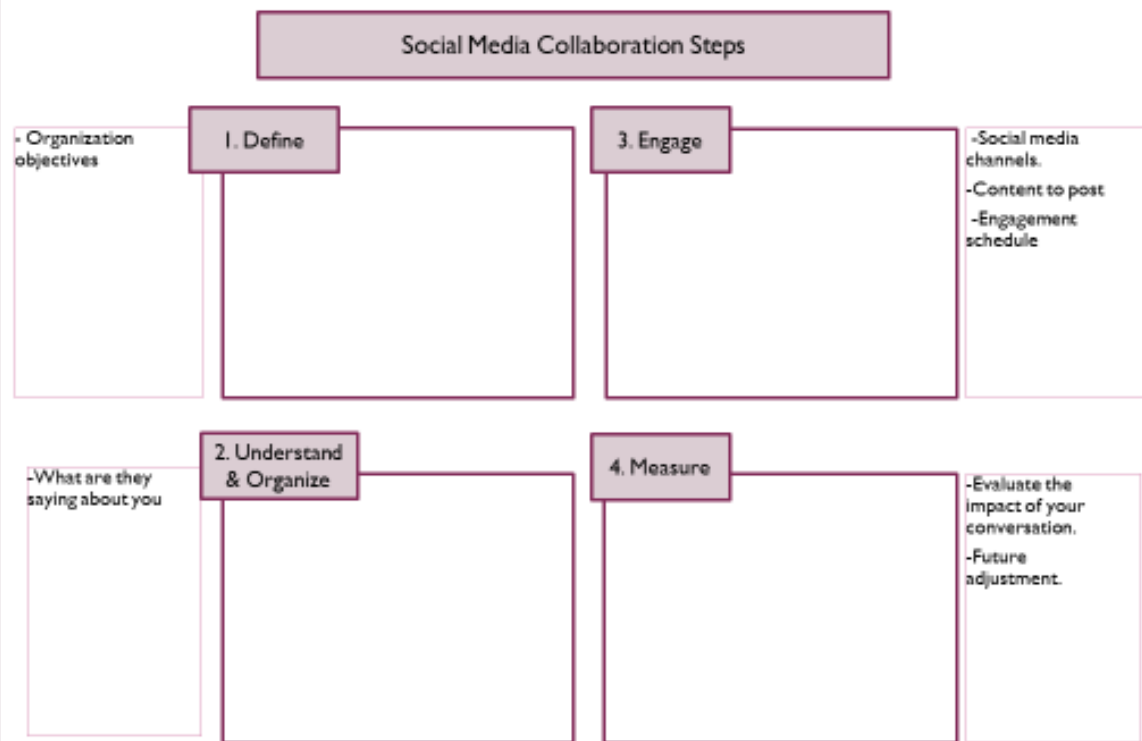 Social Media Collaboration Steps
- Organization
objectives
1. Define
3. Engage
-Social media
channels.
-Content to post
-Engagement
schedule
-What are they
saying about you
2. Understand
& Organize
4. Measure
-Evaluate the
impact of your
conversation.
-Future
adjustment.